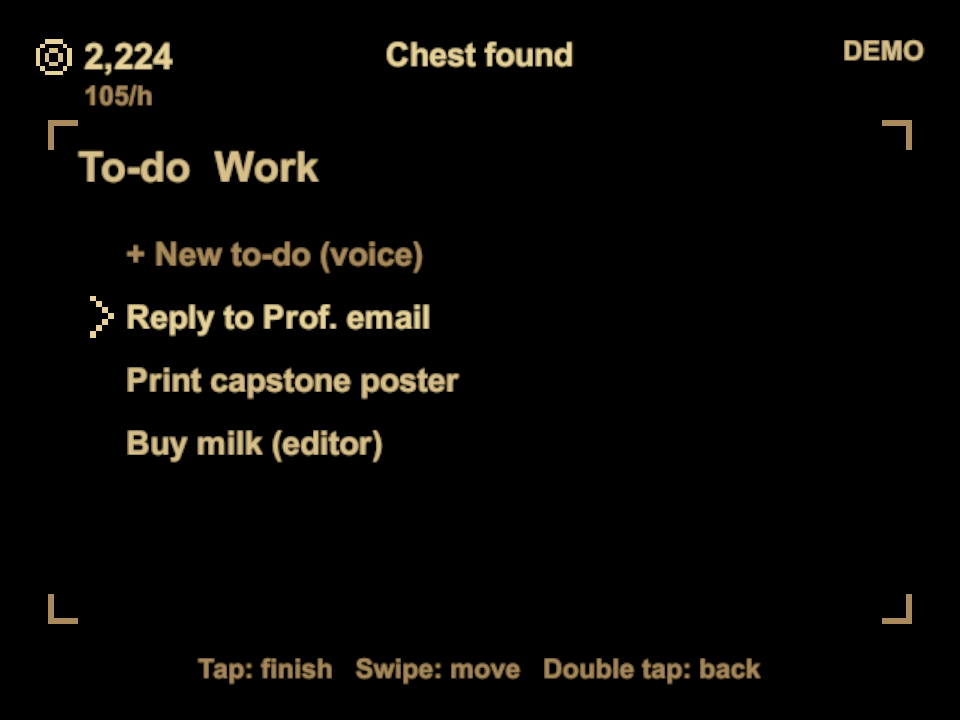 2,224
Chest found
DEMO
105/h
To-do Work
+ New to-do (voice)
Reply to Prof. email
Print capstone poster
Buy milk (editor)
Tap: finish Swipe: move Double tap: back